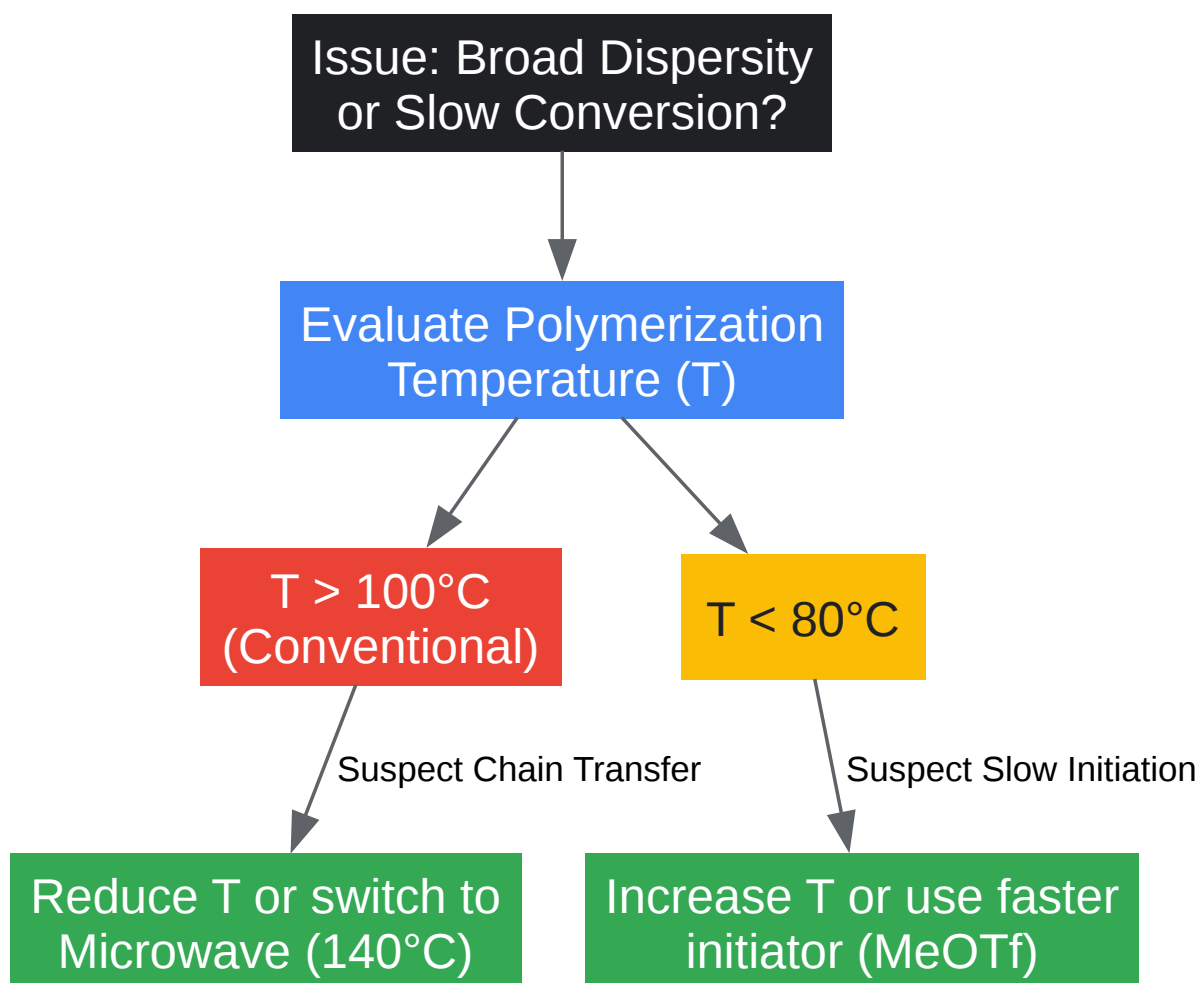 Issue: Broad Dispersity
or Slow Conversion?
Evaluate Polymerization
Temperature (T)
T > 100°C
(Conventional)
T < 80°C
Suspect Chain Transfer
Suspect Slow Initiation
Reduce T or switch to
Microwave (140°C)
Increase T or use faster
initiator (MeOTf)